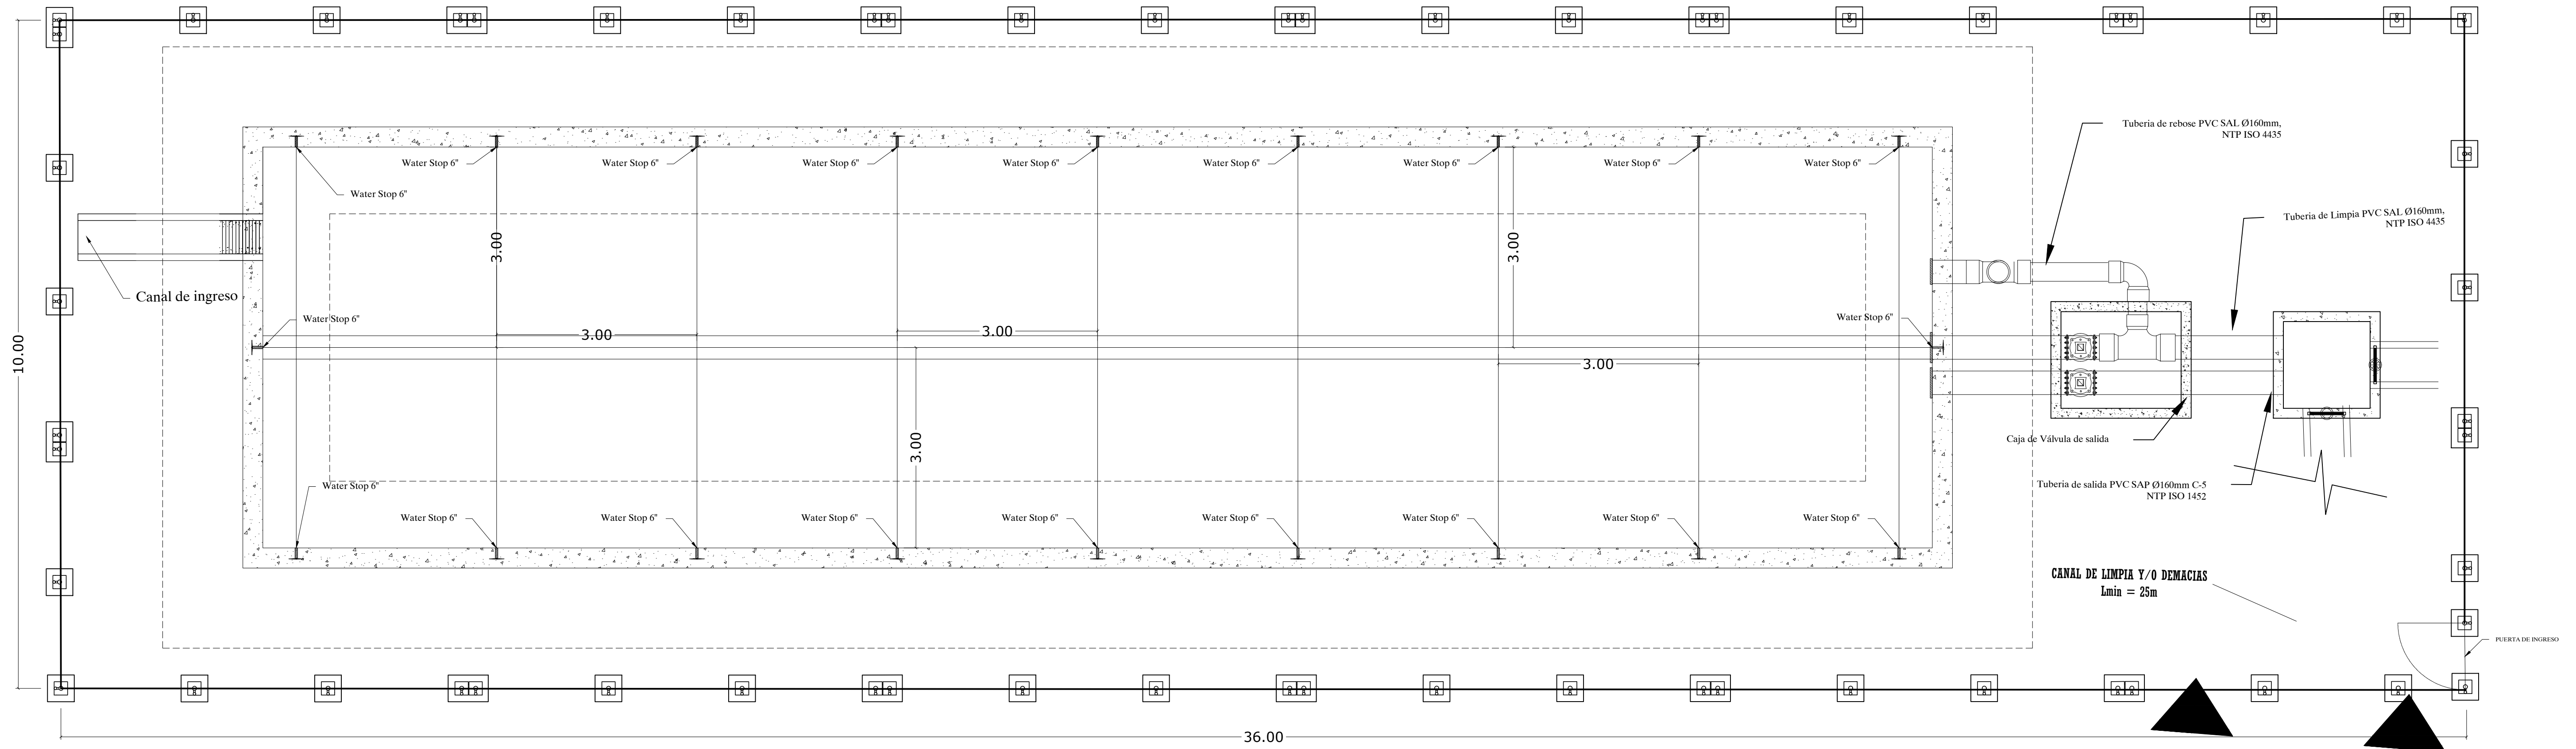 Tuberia de rebose PVC SAL Ø160mm,
NTP ISO 4435
Water Stop 6"
Water Stop 6"
Water Stop 6"
Water Stop 6"
Water Stop 6"
Water Stop 6"
Water Stop 6"
Water Stop 6"
Water Stop 6"
Tuberia de Limpia PVC SAL Ø160mm,
NTP ISO 4435
3.00
3.00
Canal de ingreso
Water Stop 6"
Water Stop 6"
3.00
3.00
10.00
3.00
3.00
Caja de Válvula de salida
Water Stop 6"
Tuberia de salida PVC SAP Ø160mm C-5
NTP ISO 1452
Water Stop 6"
Water Stop 6"
Water Stop 6"
Water Stop 6"
Water Stop 6"
Water Stop 6"
Water Stop 6"
Water Stop 6"
CANAL DE LIMPIA Y/O DEMACIAS
Lmin = 25m
PUERTA DE INGRESO
36.00